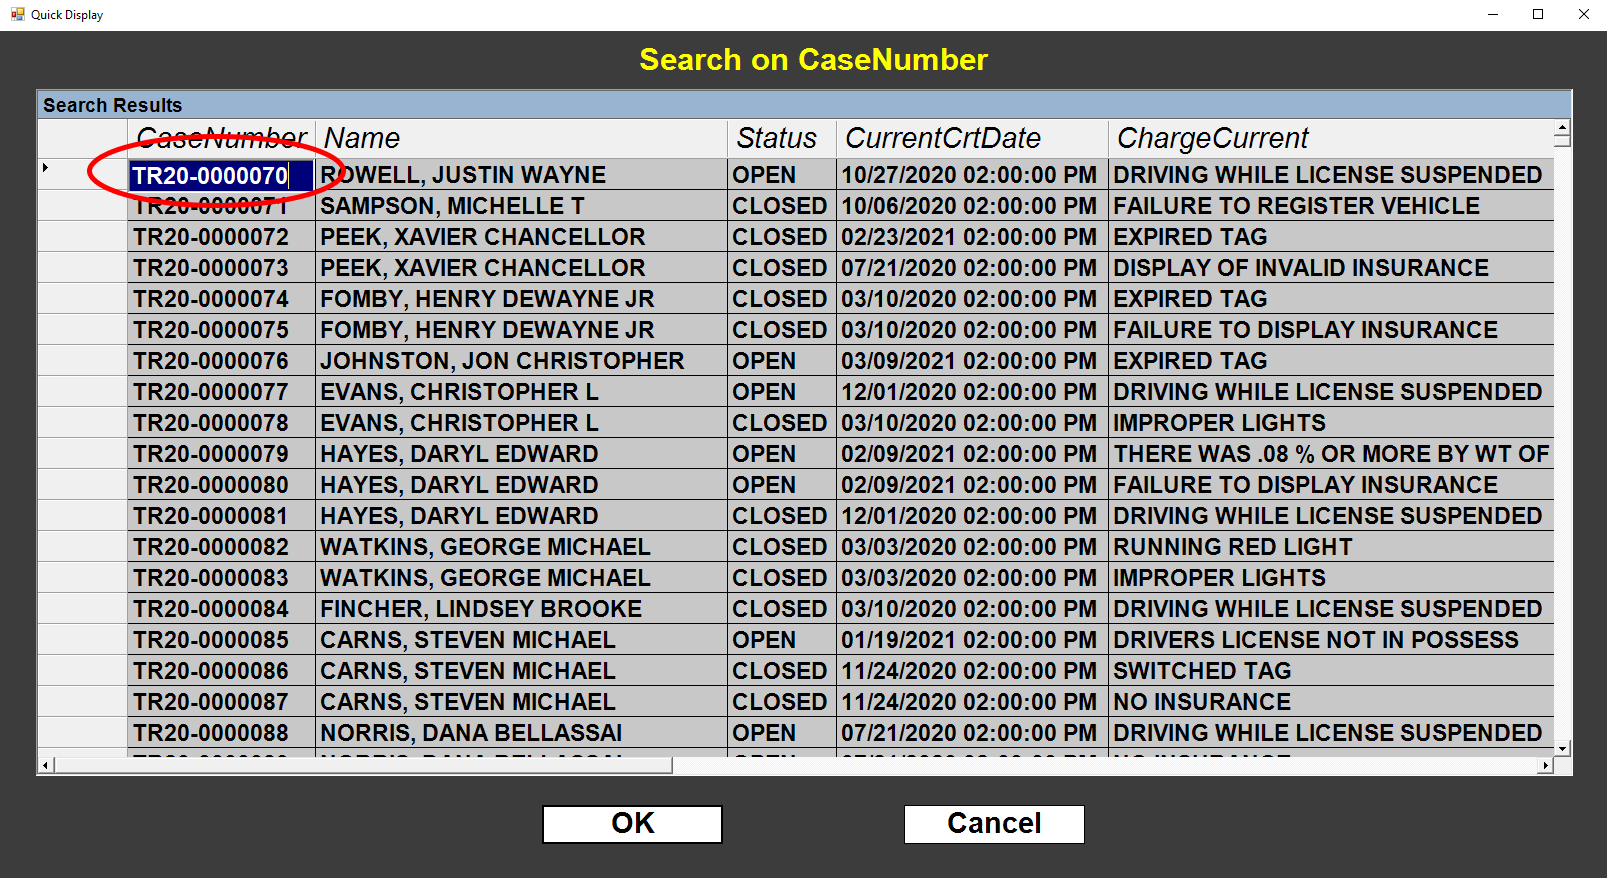 Quick Display
Search on CaseNumber
Search Results
CaseNumber Name Status CurrentCrtDate ChargeCurrent
TR20-0000070 ROWELL, JUSTIN WAYNE OPEN 10/27/2020 02:00:00 PM DRIVING WHILE LICENSE SUSPENDED
TR20-0000071 SAMPSON, MICHELLE T CLOSED 10/06/2020 02:00:00 PM FAILURE TO REGISTER VEHICLE
TR20-0000072 PEEK, XAVIER CHANCELLOR CLOSED 02/23/2021 02:00:00 PM EXPIRED TAG
TR20-0000073 PEEK, XAVIER CHANCELLOR CLOSED 07/21/2020 02:00:00 PM DISPLAY OF INVALID INSURANCE
TR20-0000074 FOMBY, HENRY DEWAYNE JR CLOSED 03/10/2020 02:00:00 PM EXPIRED TAG
TR20-0000075 FOMBY, HENRY DEWAYNE JR CLOSED 03/10/2020 02:00:00 PM FAILURE TO DISPLAY INSURANCE
TR20-0000076 JOHNSTON, JON CHRISTOPHER OPEN 03/09/2021 02:00:00 PM EXPIRED TAG
TR20-0000077 EVANS, CHRISTOPHER L OPEN 12/01/2020 02:00:00 PM DRIVING WHILE LICENSE SUSPENDED
TR20-0000078 EVANS, CHRISTOPHER L CLOSED 03/10/2020 02:00:00 PM IMPROPER LIGHTS
TR20-0000079 HAYES, DARYL EDWARD OPEN 02/09/2021 02:00:00 PM THERE WAS .08 % OR MORE BY WT OF
TR20-0000080 HAYES, DARYL EDWARD OPEN 02/09/2021 02:00:00 PM FAILURE TO DISPLAY INSURANCE
TR20-0000081 HAYES, DARYL EDWARD CLOSED 12/01/2020 02:00:00 PM DRIVING WHILE LICENSE SUSPENDED
TR20-0000082 WATKINS, GEORGE MICHAEL CLOSED 03/03/2020 02:00:00 PM RUNNING RED LIGHT
TR20-0000083 WATKINS, GEORGE MICHAEL CLOSED 03/03/2020 02:00:00 PM IMPROPER LIGHTS
TR20-0000084 FINCHER, LINDSEY BROOKE CLOSED 03/10/2020 02:00:00 PM DRIVING WHILE LICENSE SUSPENDED
TR20-0000085 CARNS, STEVEN MICHAEL OPEN 01/19/2021 02:00:00 PM DRIVERS LICENSE NOT IN POSSESS
TR20-0000086 CARNS, STEVEN MICHAEL CLOSED 11/24/2020 02:00:00 PM SWITCHED TAG
TR20-0000087 CARNS, STEVEN MICHAEL CLOSED 11/24/2020 02:00:00 PM NO INSURANCE
TR20-0000088 NORRIS, DANA BELLASSAI OPEN 07/21/2020 02:00:00 PM DRIVING WHILE LICENSE SUSPENDED
OK Cancel